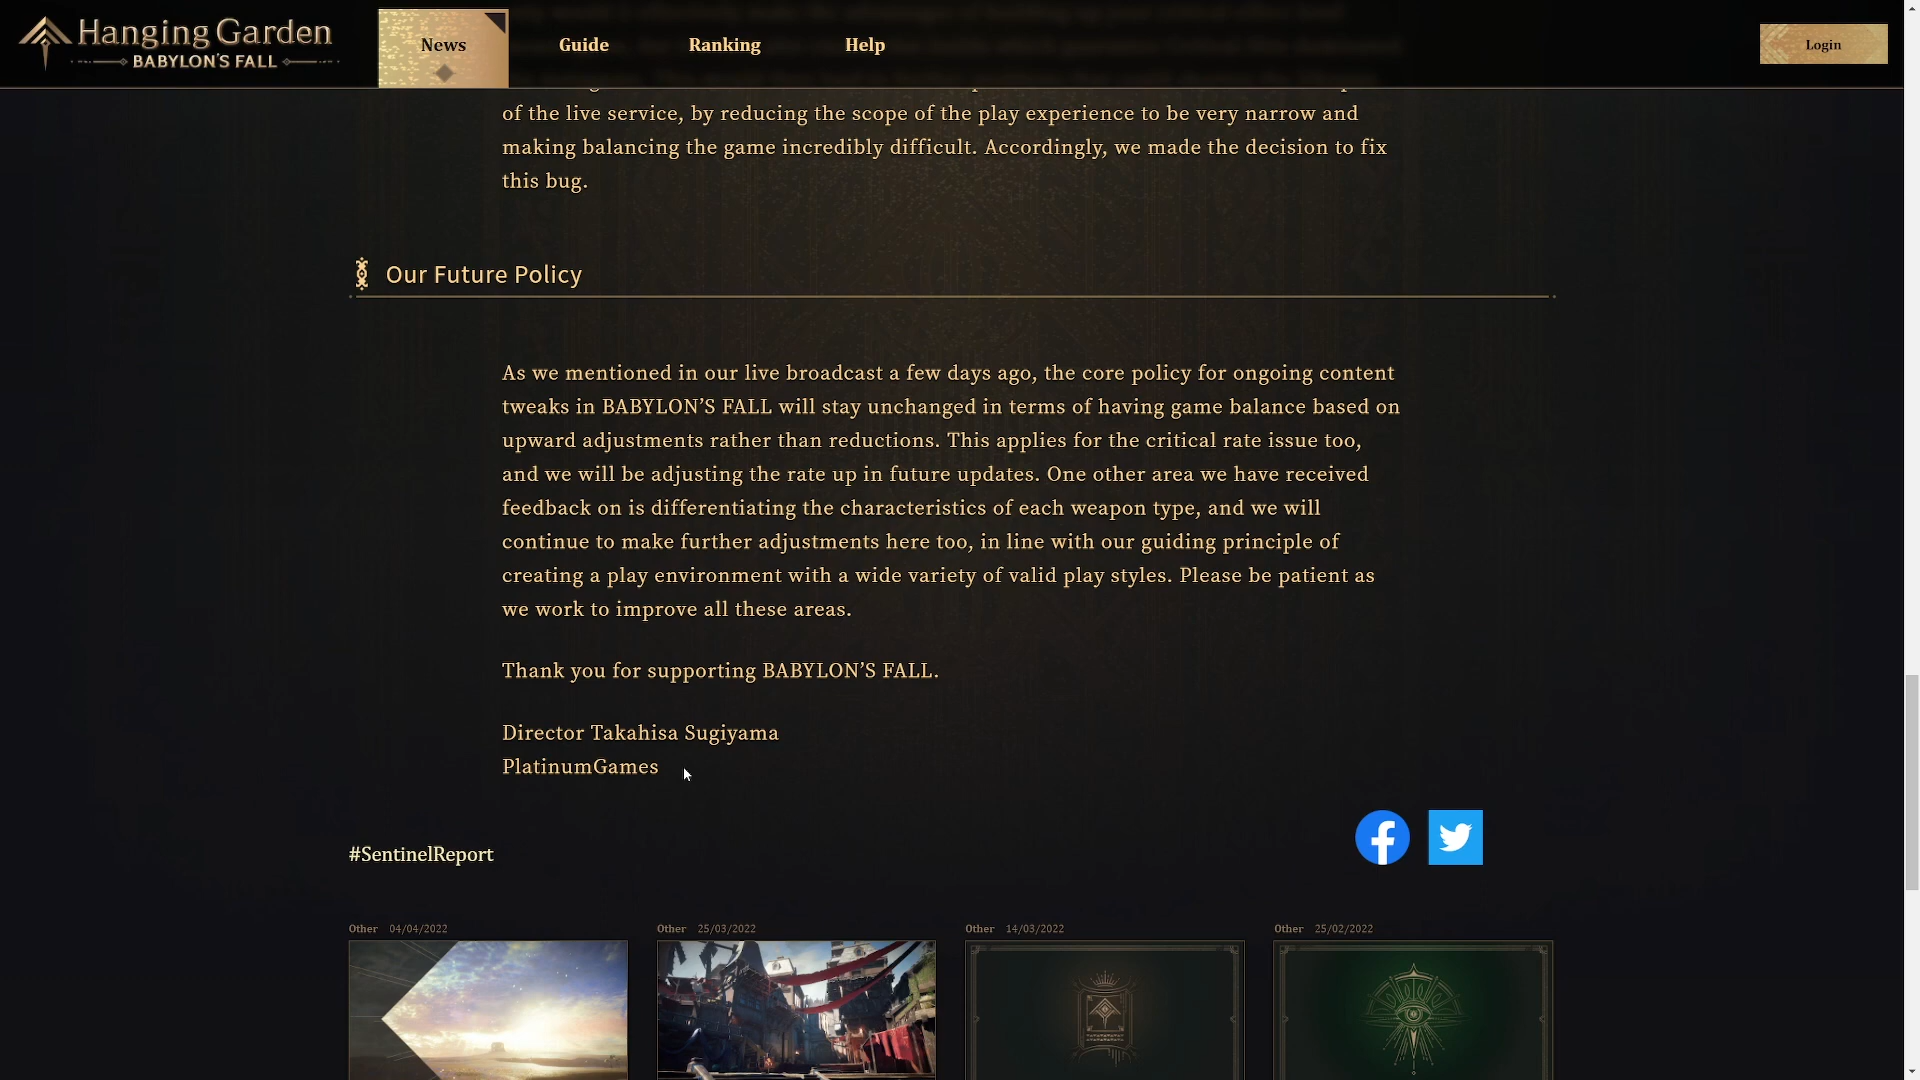 Hanging Garden
BABYLON'S FALL
News
Guide
Ranking
Help
Login
of the live service, by reducing the scope of the play experience to be very narrow and
making balancing the game incredibly difficult. Accordingly, we made the decision to fix
this bug.
Our Future Policy
As we mentioned in our live broadcast a few days ago, the core policy for ongoing content
tweaks in BABYLON’S FALL will stay unchanged in terms of having game balance based on
upward adjustments rather than reductions. This applies for the critical rate issue too,
and we will be adjusting the rate up in future updates. One other area we have received
feedback on is differentiating the characteristics of each weapon type, and we will
continue to make further adjustments here too, in line with our guiding principle of
creating a play environment with a wide variety of valid play styles. Please be patient as
we work to improve all these areas.
Thank you for supporting BABYLON’S FALL.
Director Takahisa Sugiyama
PlatinumGames
#SentinelReport
Other 04/04/2022
Other 25/03/2022
Other 14/03/2022
Other 25/02/2022